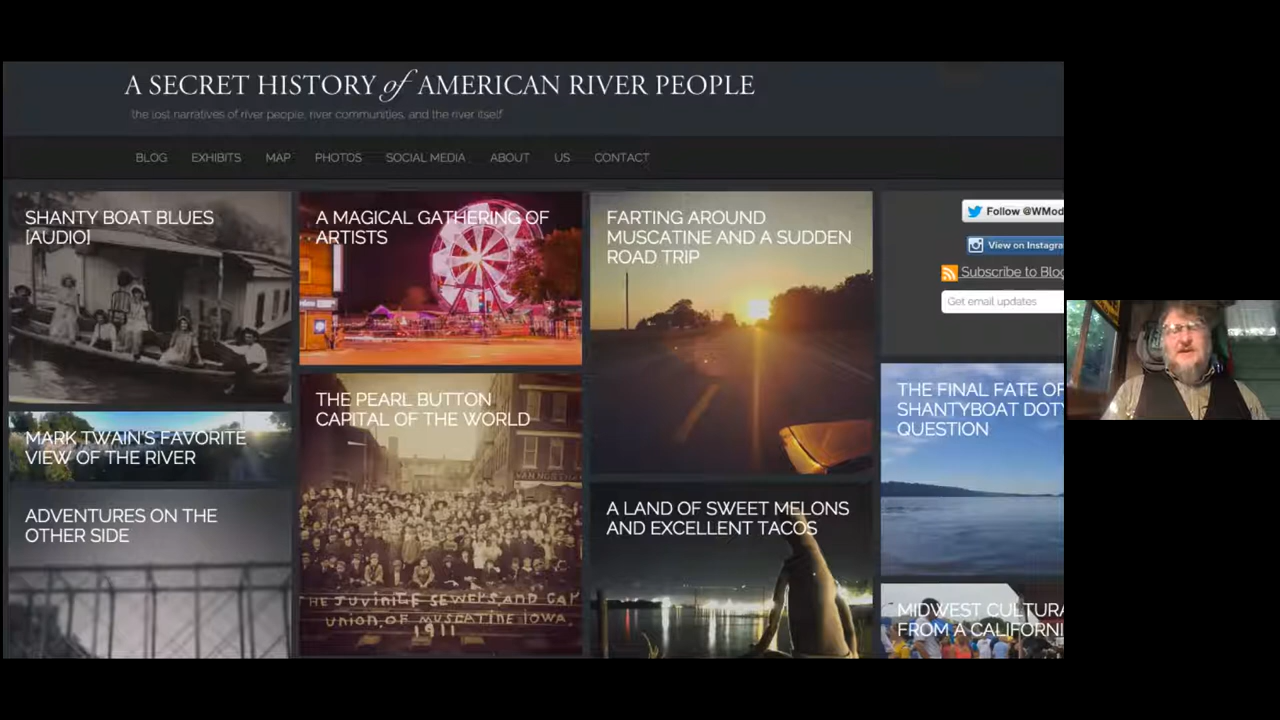 A SECRET HISTORY of AMERICAN RIVER PEOPLE
the lost narratives of river people, river communities, and the river itself
BLOG EXHIBITS MAP PHOTOS SOCIAL MEDIA ABOUT US CONTACT
SHANTY BOAT BLUES
[AUDIO]
MARK TWAIN'S FAVORITE
VIEW OF THE RIVER
ADVENTURES ON THE
OTHER SIDE
A MAGICAL GATHERING OF
ARTISTS
THE PEARL BUTTON
CAPITAL OF THE WORLD
VAN NOSTR
THE JUVINILE SEWERS, AND CAP
UNION, OF MUSCATINE IOWA,
1911
FARTING AROUND
MUSCATINE AND A SUDDEN
ROAD TRIP
A LAND OF SWEET MELONS
AND EXCELLENT TACOS
Follow @WMod
View on Instagra
Subscribe to Blog
Get email updates
THE FINAL FATE OF
SHANTYBOAT DOTY
QUESTION
MIDWEST CULTURA
FROM A CALIFORNI